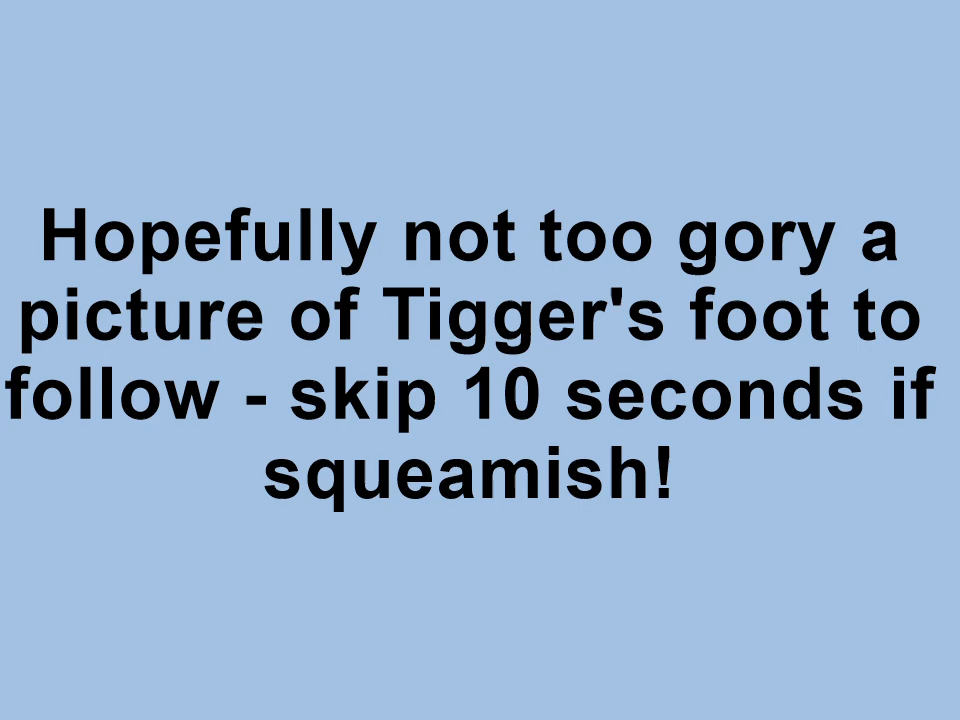 Hopefully not too gory a
picture of Tigger's foot to
follow - skip 10 seconds if
squeamish!